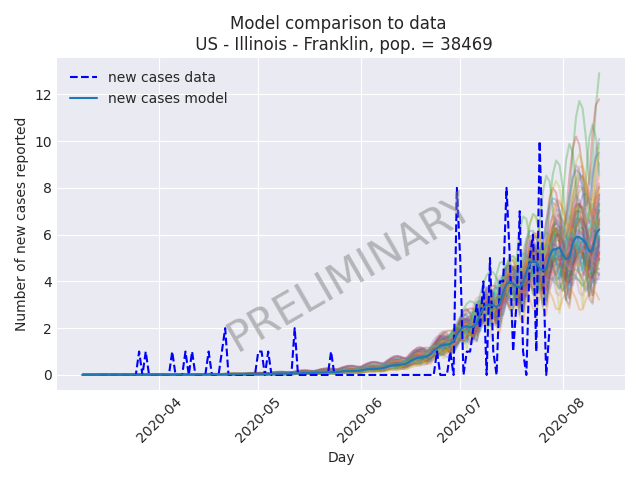 Model comparison to data
US - Illinois - Franklin, pop. = 38469
new cases data
new cases model
Number of new cases reported
12
10
8
6
4
2
0
PRELIMINARY
2020-04
2020-05
2020-06
2020-07
2020-08
Day